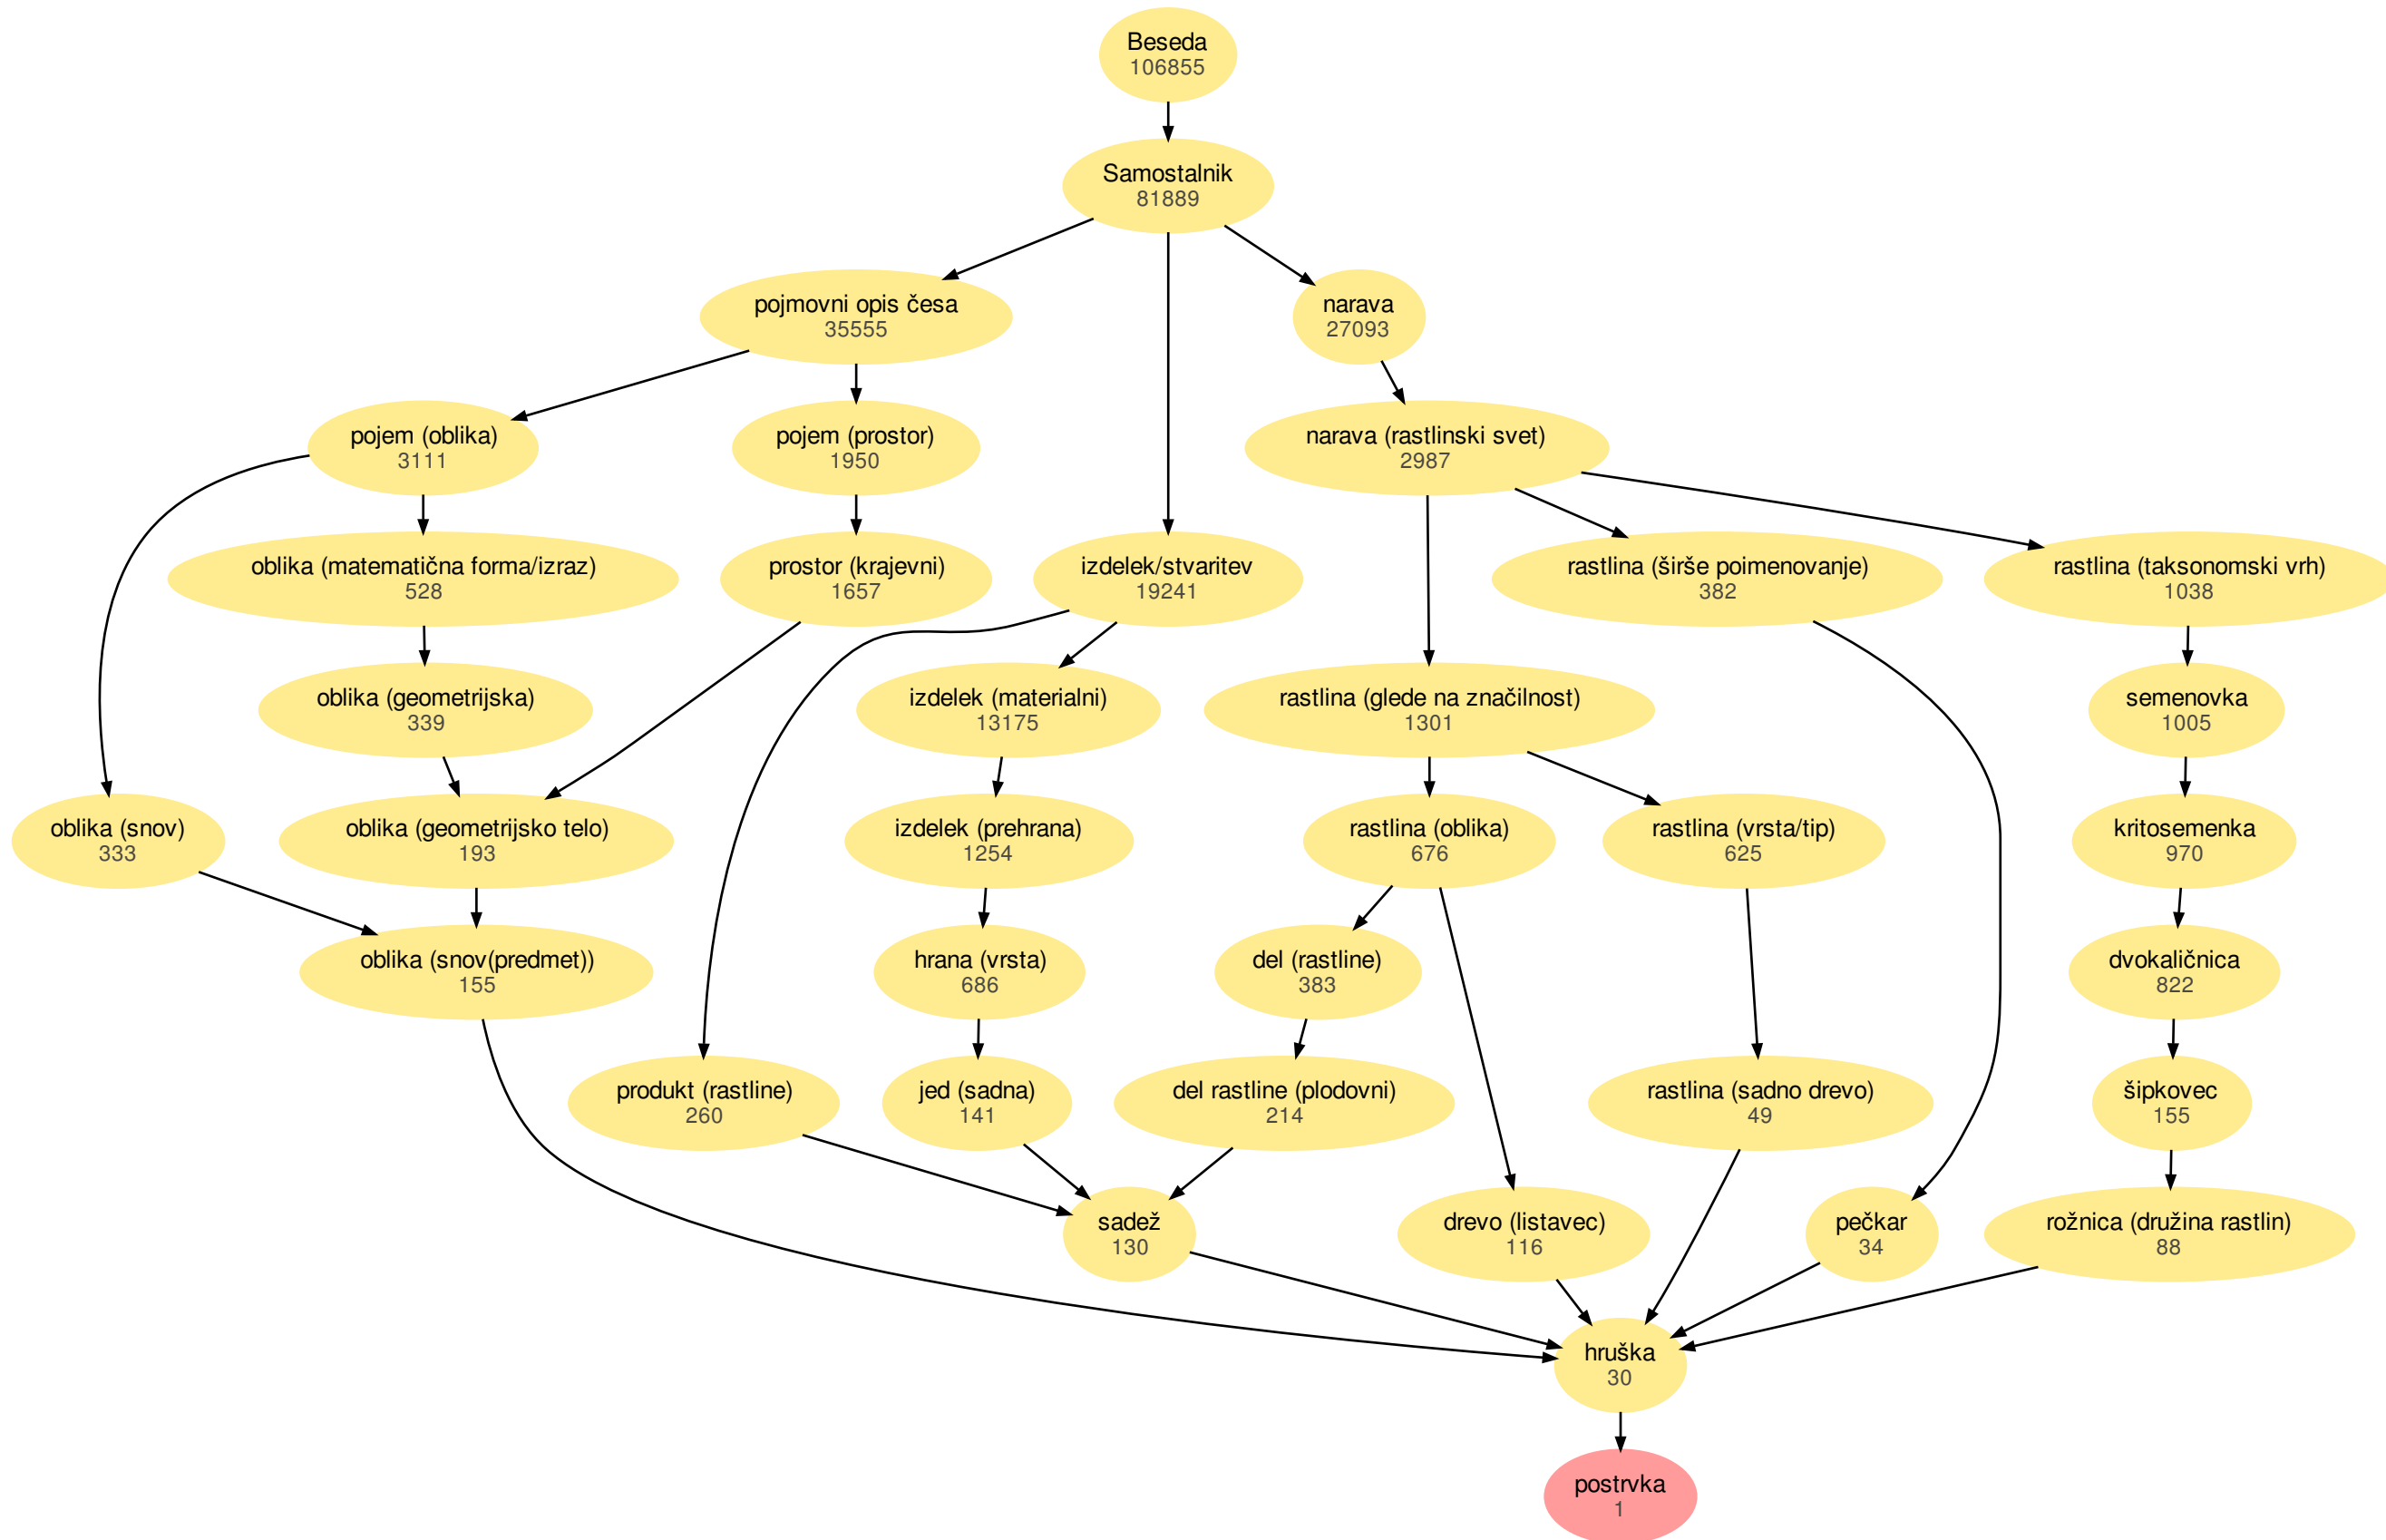 Beseda
106855
Samostalnik
81889
pojmovni opis česa
35555
narava
27093
pojem (oblika)
3111
pojem (prostor)
1950
narava (rastlinski svet)
2987
oblika (matematična forma/izraz)
528
prostor (krajevni)
1657
izdelek/stvaritev
19241
rastlina (širše poimenovanje)
382
rastlina (taksonomski vrh)
1038
oblika (geometrijska)
339
izdelek (materialni)
13175
rastlina (glede na značilnost)
1301
semenovka
1005
oblika (snov)
333
oblika (geometrijsko telo)
193
izdelek (prehrana)
1254
rastlina (oblika)
676
rastlina (vrsta/tip)
625
kritosemenka
970
oblika (snov(predmet))
155
hrana (vrsta)
686
del (rastline)
383
dvokaličnica
822
produkt (rastline)
260
jed (sadna)
141
del rastline (plodovni)
214
rastlina (sadno drevo)
49
šipkovec
155
sadež
130
drevo (listavec)
116
pečkar
34
rožnica (družina rastlin)
88
hruška
30
postrvka
1